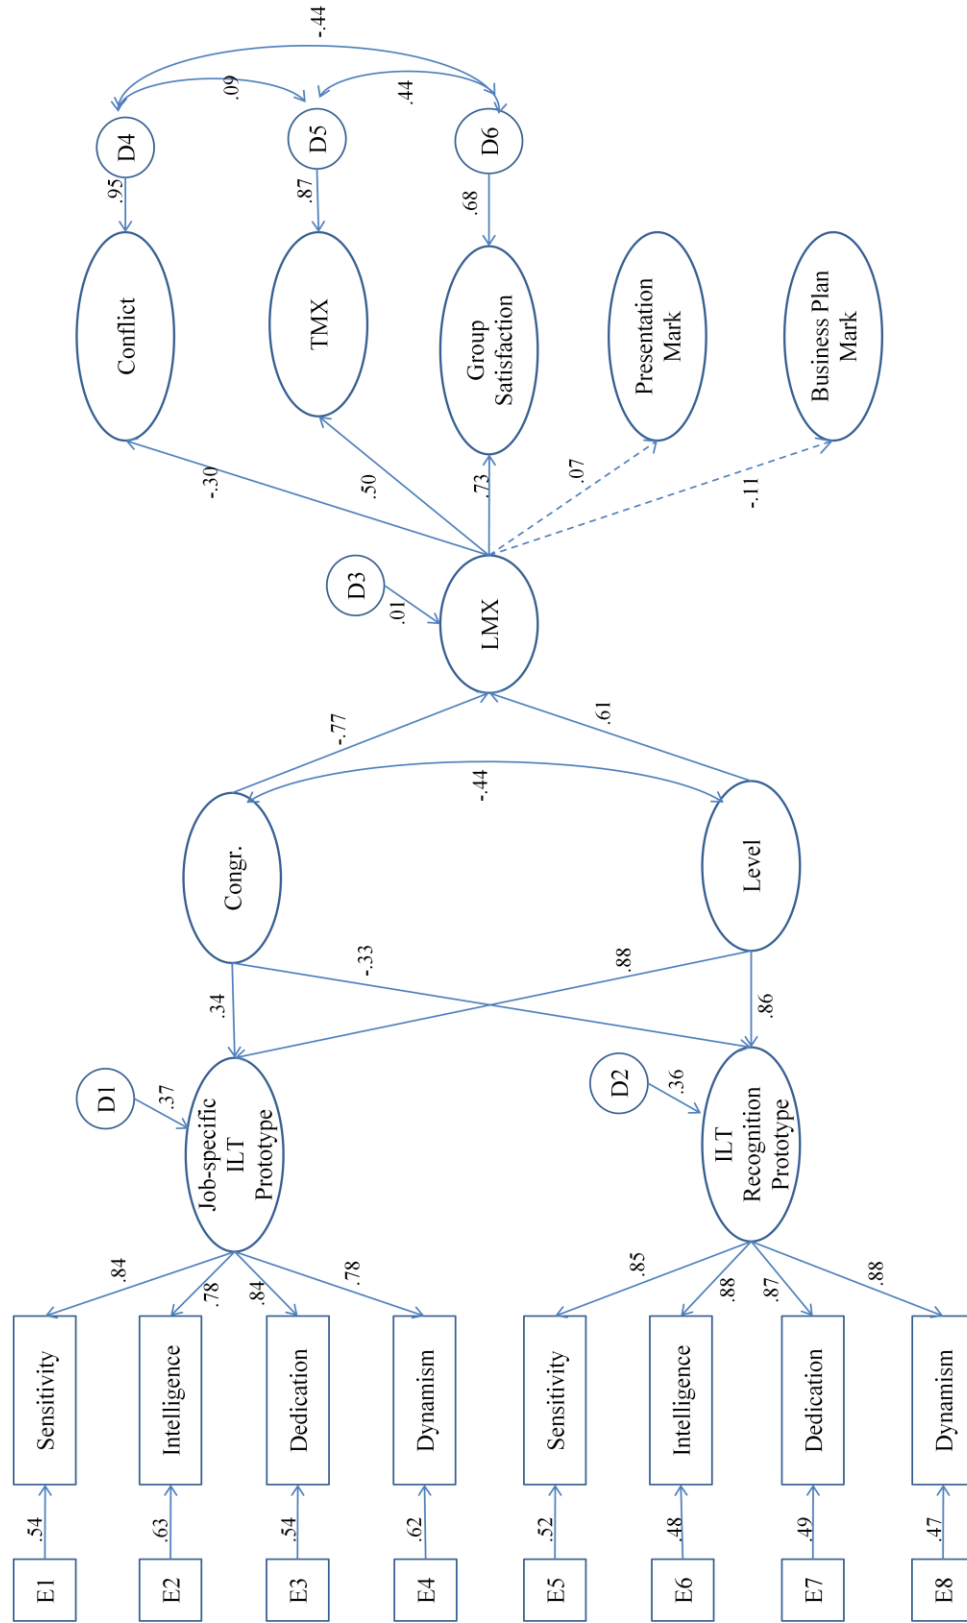 E1
.54
Sensitivity
.84
E2
.63
Intelligence
.78
E3
.54
Dedication
.84
E4
.62
Dynamism
.78
E5
.52
Sensitivity
.85
E6
.48
Intelligence
.88
E7
.49
Dedication
.87
E8
.47
Dynamism
.88
D1
.37
Job-specific
ILT
Prototype
D2
.36
ILT
Recognition
Prototype
.34
-.33
.88
.86
Congr.
Level
-.44
-.77
.61
D3
.01
LMX
-.30
.50
.73
.07
-.11
Conflict
TMX
Group
Satisfaction
Presentation
Mark
Business Plan
Mark
.95
D4
.87
D5
.68
D6
.09
.44
-.44